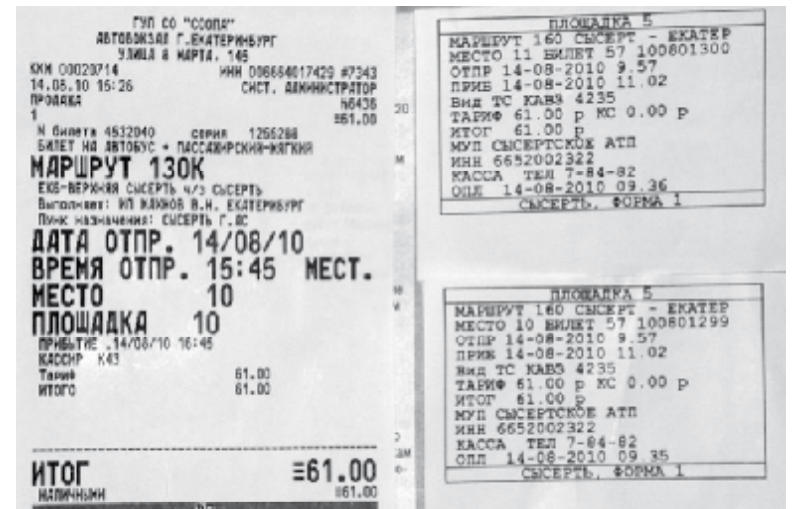 ГУП СО "СООПА"
АВТОВОКЗАЛ Г.ЕКАТЕРИНБУРГ
УЛИЦА 8 МАРТА. 145
ККМ 00020714 ИНН 006664017429 #7343
14.08.10 15:26 СИСТ. АДМИНИСТРАТОР
ПРОДАЖА №6436
1 ≡61.00
N билета 4532040 серия 1255288
БИЛЕТ НА АВТОБУС + ПАССАЖИРСКИЙ-МЯГКИЙ
МАРШРУТ 130К
ЕКБ-ВЕРХНЯЯ СЫСЕРТЬ Ч/З СЫСЕРТЬ
Выполняет: ИП В.Н. ЕКАТЕРИНБУРГ
Пунк назначения: СЫСЕРТЬ Г.ВС
ДАТА ОТПР. 14/08/10
ВРЕМЯ ОТПР. 15:45 МЕСТ.
МЕСТО 10
ПЛОЩАДКА 10
ПРИБЫТИЕ .14/08/10 16:45
КАССИР К43
Тариф 61.00
ИТОГО 61.00
ИТОГ ≡61.00
НАЛИЧНЫМИ ≡61.00
ПЛОЩАДКА 5
МАРШРУТ 160 СЫСЕРТ - ЕКАТЕР
МЕСТО 11 БИЛЕТ 57 100801300
ОТПР 14-08-2010 9.57
ПРИБ 14-08-2010 11.02
Вид ТС КАВЗ 4235
ТАРИФ 61.00 р КС 0.00 р
ИТОГ 61.00 р
МУП СЫСЕРТСКОЕ АТП
ИНН 6652002322
КАССА ТЕЛ 7-84-82
ОПЛ 14-08-2010 09.36
СЫСЕРТЬ, ФОРМА 1
ПЛОЩАДКА 5
МАРШРУТ 160 СЫСЕРТ - ЕКАТЕР
МЕСТО 10 БИЛЕТ 57 100801299
ОТПР 14-08-2010 9.57
ПРИБ 14-08-2010 11.02
Вид ТС КАВЗ 4235
ТАРИФ 61.00 р КС 0.00 р
ИТОГ 61.00 р
МУП СЫСЕРТСКОЕ АТП
ИНН 6652002322
КАССА ТЕЛ 7-84-82
ОПЛ 14-08-2010 09.35
СЫСЕРТЬ, ФОРМА 1